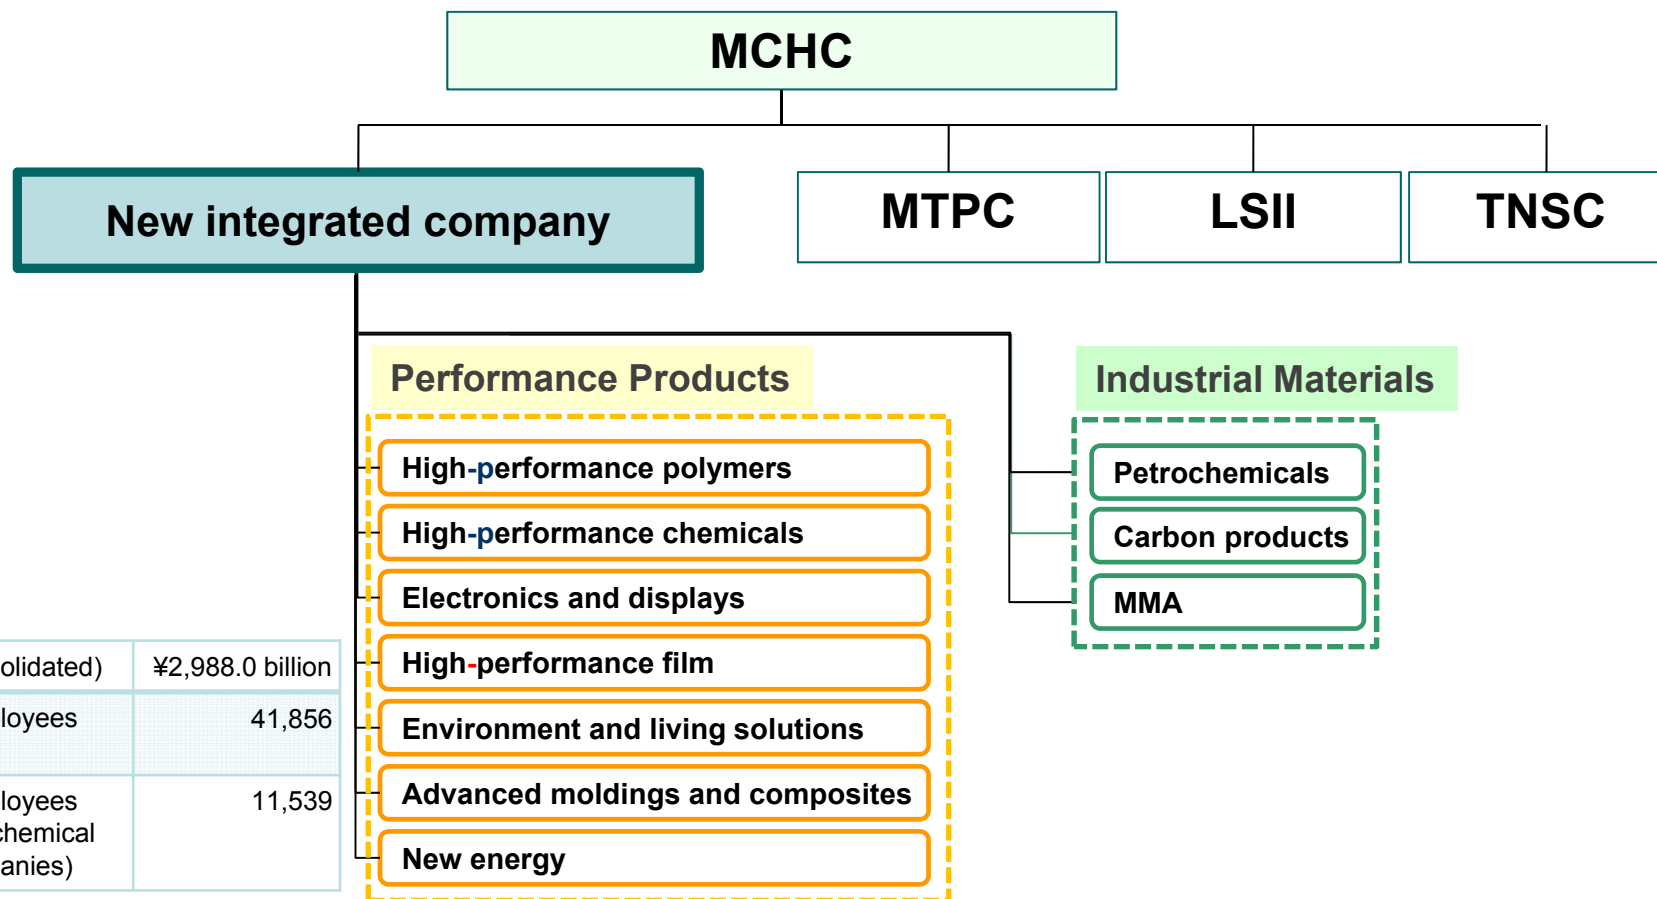 MCHC
New integrated company
MTPC
LSII
TNSC
Performance Products
High-performance polymers
High-performance chemicals
Electronics and displays
High-performance film
Environment and living solutions
Advanced moldings and composites
New energy
Industrial Materials
Petrochemicals
Carbon products
MMA
olidated) ¥2,988.0 billion
loyees 41,856
loyees 11,539
chemical
anies)